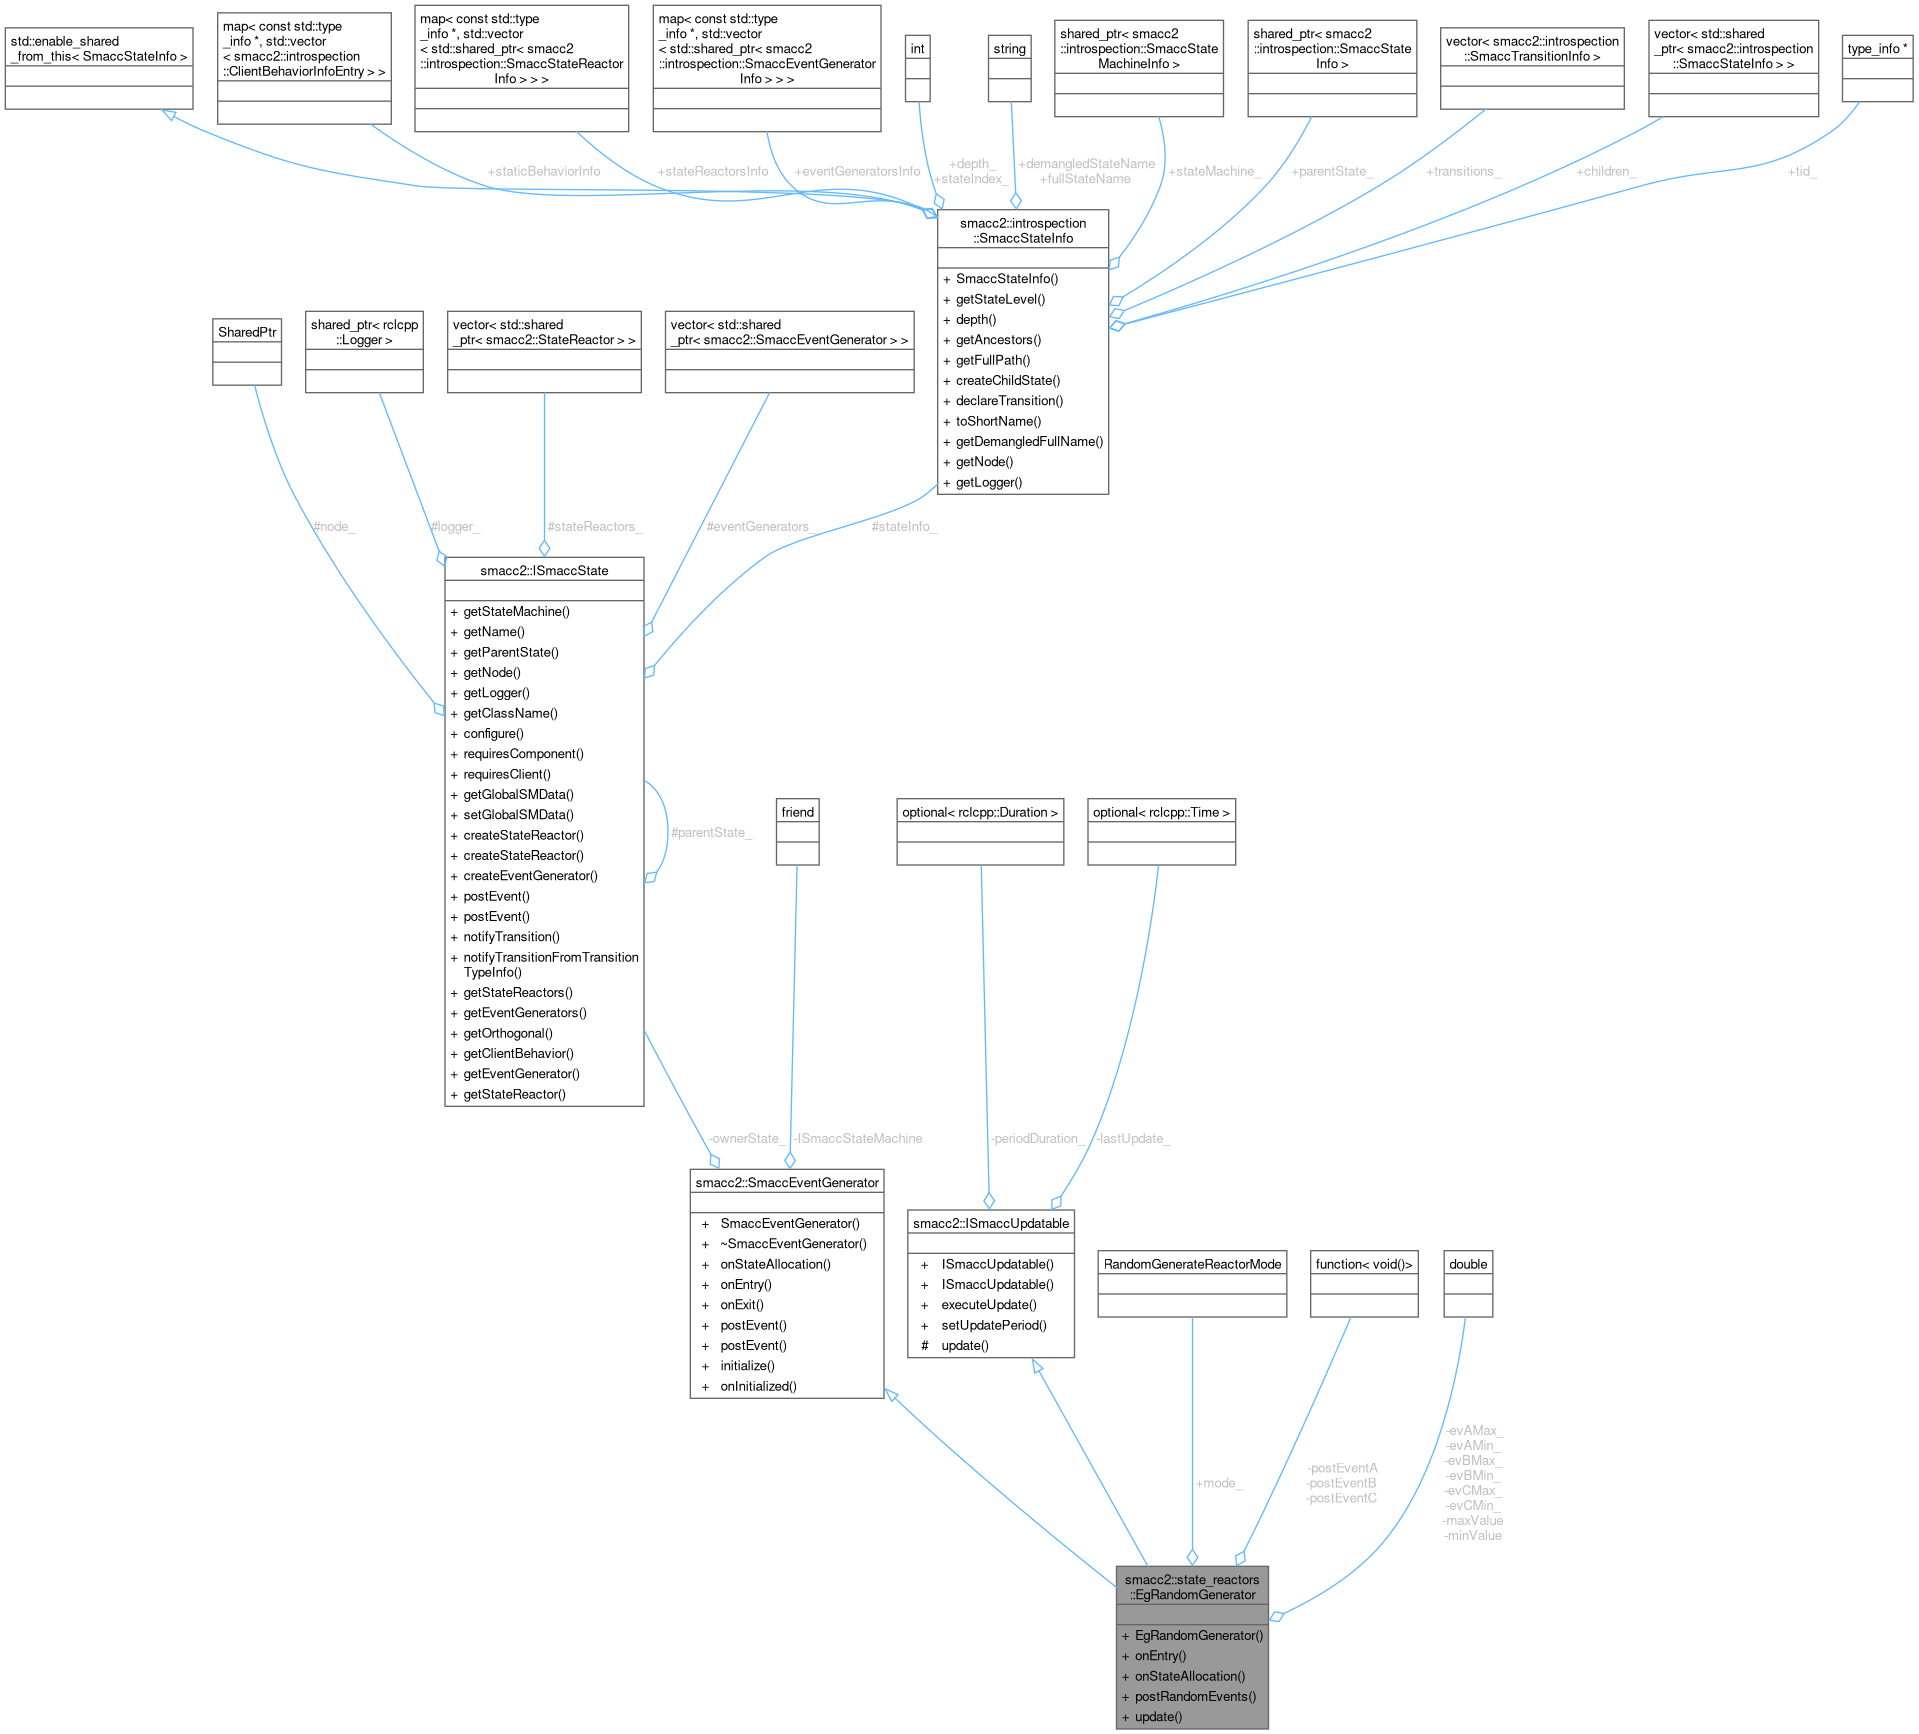 std::enable_shared
_from_this< SmaccStateInfo >
map< const std::type
_info *, std::vector
< smacc2::introspection
::ClientBehaviorInfoEntry > >
map< const std::type
_info *, std::vector
< std::shared_ptr< smacc2
::introspection::SmaccStateReactor
Info > > >
map< const std::type
_info *, std::vector
< std::shared_ptr< smacc2
::introspection::SmaccEventGenerator
Info > > >
int
string
shared_ptr< smacc2
::introspection::SmaccState
MachineInfo >
shared_ptr< smacc2
::introspection::SmaccState
Info >
vector< smacc2::introspection
::SmaccTransitionInfo >
vector< std::shared
_ptr< smacc2::introspection
::SmaccStateInfo > >
type_info *
+staticBehaviorInfo
+stateReactorsInfo
+eventGeneratorsInfo
+depth_
+stateIndex_
+demangledStateName
+fullStateName
+stateMachine_
+parentState_
+transitions_
+children_
+tid_
smacc2::introspection
::SmaccStateInfo
+ SmaccStateInfo()
+ getStateLevel()
+ depth()
+ getAncestors()
+ getFullPath()
+ createChildState()
+ declareTransition()
+ toShortName()
+ getDemangledFullName()
+ getNode()
+ getLogger()
SharedPtr
shared_ptr< rclcpp
::Logger >
vector< std::shared
_ptr< smacc2::StateReactor > >
vector< std::shared
_ptr< smacc2::SmaccEventGenerator > >
#node_
#logger_
#stateReactors_
#eventGenerators_
#stateInfo_
smacc2::ISmaccState
+ getStateMachine()
+ getName()
+ getParentState()
+ getNode()
+ getLogger()
+ getClassName()
+ configure()
+ requiresComponent()
+ requiresClient()
+ getGlobalSMData()
+ setGlobalSMData()
+ createStateReactor()
+ createStateReactor()
+ createEventGenerator()
+ postEvent()
+ postEvent()
+ notifyTransition()
+ notifyTransitionFromTransition
TypeInfo()
+ getStateReactors()
+ getEventGenerators()
+ getOrthogonal()
+ getClientBehavior()
+ getEventGenerator()
+ getStateReactor()
#parentState_
friend
optional< rclcpp::Duration >
optional< rclcpp::Time >
-ownerState_
-ISmaccStateMachine
-periodDuration_
-lastUpdate_
smacc2::SmaccEventGenerator
+ SmaccEventGenerator()
+ ~SmaccEventGenerator()
+ onStateAllocation()
+ onEntry()
+ onExit()
+ postEvent()
+ postEvent()
+ initialize()
+ onInitialized()
smacc2::ISmaccUpdatable
+ ISmaccUpdatable()
+ ISmaccUpdatable()
+ executeUpdate()
+ setUpdatePeriod()
# update()
RandomGenerateReactorMode
function< void()>
double
+mode_
-postEventA
-postEventB
-postEventC
-evAMax_
-evAMin_
-evBMax_
-evBMin_
-evCMax_
-evCMin_
-maxValue
-minValue
smacc2::state_reactors
::EgRandomGenerator
+ EgRandomGenerator()
+ onEntry()
+ onStateAllocation()
+ postRandomEvents()
+ update()